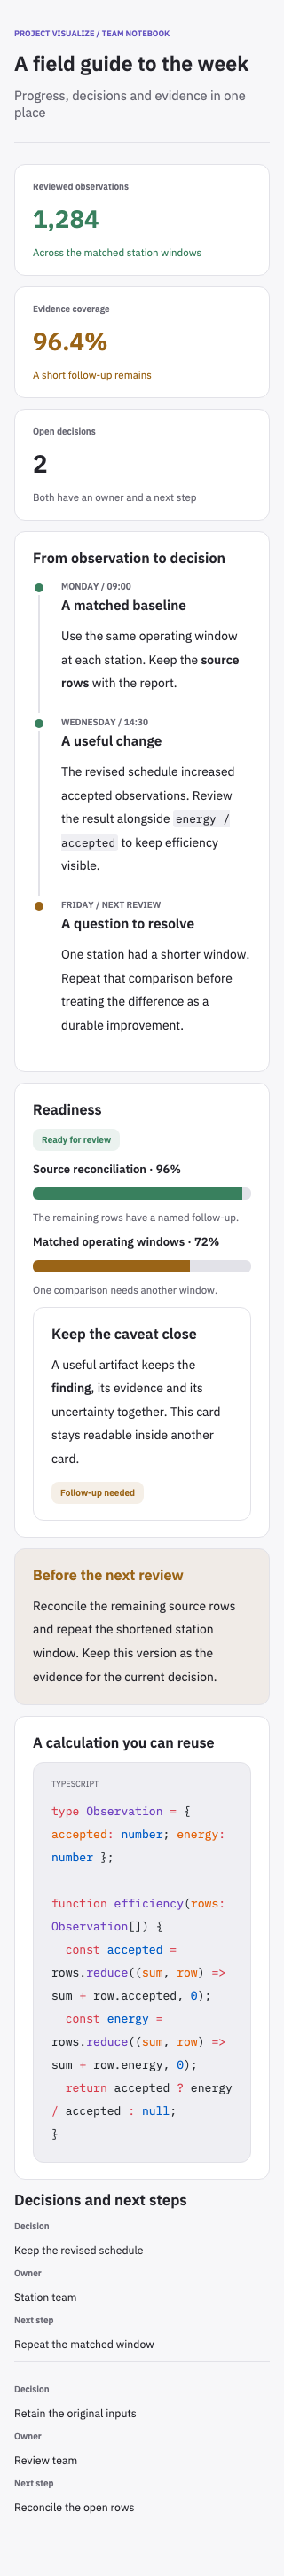 PROJECT VISUALIZE / TEAM NOTEBOOK
A field guide to the week
Progress, decisions and evidence in one
place
Reviewed observations
1,284
Across the matched station windows
Evidence coverage
96.4%
A short follow-up remains
Open decisions
2
Both have an owner and a next step
From observation to decision
MONDAY / 09:00
A matched baseline
Use the same operating window
at each station. Keep the source
rows with the report.
WEDNESDAY / 14:30
A useful change
The revised schedule increased
accepted observations. Review
the result alongside energy /
accepted to keep efficiency
visible.
FRIDAY / NEXT REVIEW
A question to resolve
One station had a shorter window.
Repeat that comparison before
treating the difference as a
durable improvement.
Readiness
Ready for review
Source reconciliation · 96%
The remaining rows have a named follow-up.
Matched operating windows · 72%
One comparison needs another window.
Keep the caveat close
A useful artifact keeps the
finding, its evidence and its
uncertainty together. This card
stays readable inside another
card.
Follow-up needed
Before the next review
Reconcile the remaining source rows
and repeat the shortened station
window. Keep this version as the
evidence for the current decision.
A calculation you can reuse
TYPESCRIPT
type Observation = {
accepted: number; energy:
number };
function efficiency(rows:
Observation[]) {
  const accepted =
rows.reduce((sum, row) =>
sum + row.accepted, 0);
  const energy =
rows.reduce((sum, row) =>
sum + row.energy, 0);
  return accepted ? energy
/ accepted : null;
}
Decisions and next steps
Decision
Keep the revised schedule
Owner
Station team
Next step
Repeat the matched window
Decision
Retain the original inputs
Owner
Review team
Next step
Reconcile the open rows